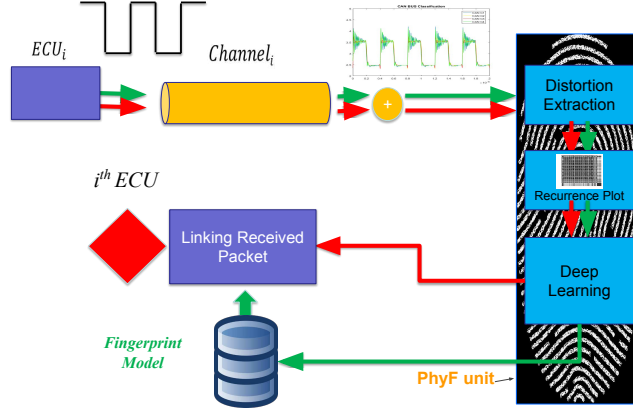 CAN BUS Classification
ECU_i
Channel_i
+
Distortion
Extraction
Recurrence Plot
i^th ECU
Linking Received
Packet
Deep
Learning
Fingerprint
Model
PhyF unit